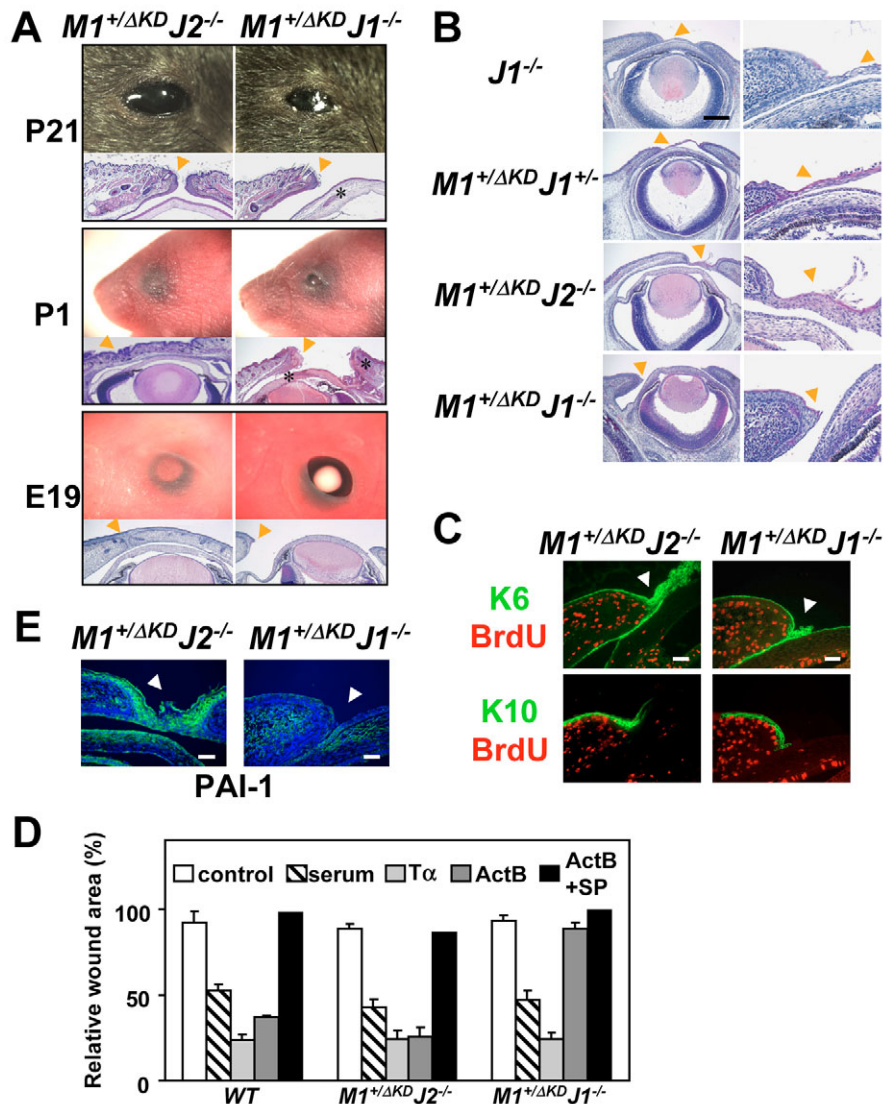 A
M1+/ΔKD J2-/- M1+/ΔKD J1-/-
P21
*
P1
* *
E19
B
J1-/-
M1+/ΔKD J1+/-
M1+/ΔKD J2-/-
M1+/ΔKD J1-/-
C
M1+/ΔKD J2-/- M1+/ΔKD J1-/-
K6
BrdU
K10
BrdU
E
M1+/ΔKD J2-/- M1+/ΔKD J1-/-
PAI-1
D
Relative wound area (%)
control serum Tα ActB ActB
+SP
100
50
0
WT M1+/ΔKD J2-/- M1+/ΔKD J1-/-